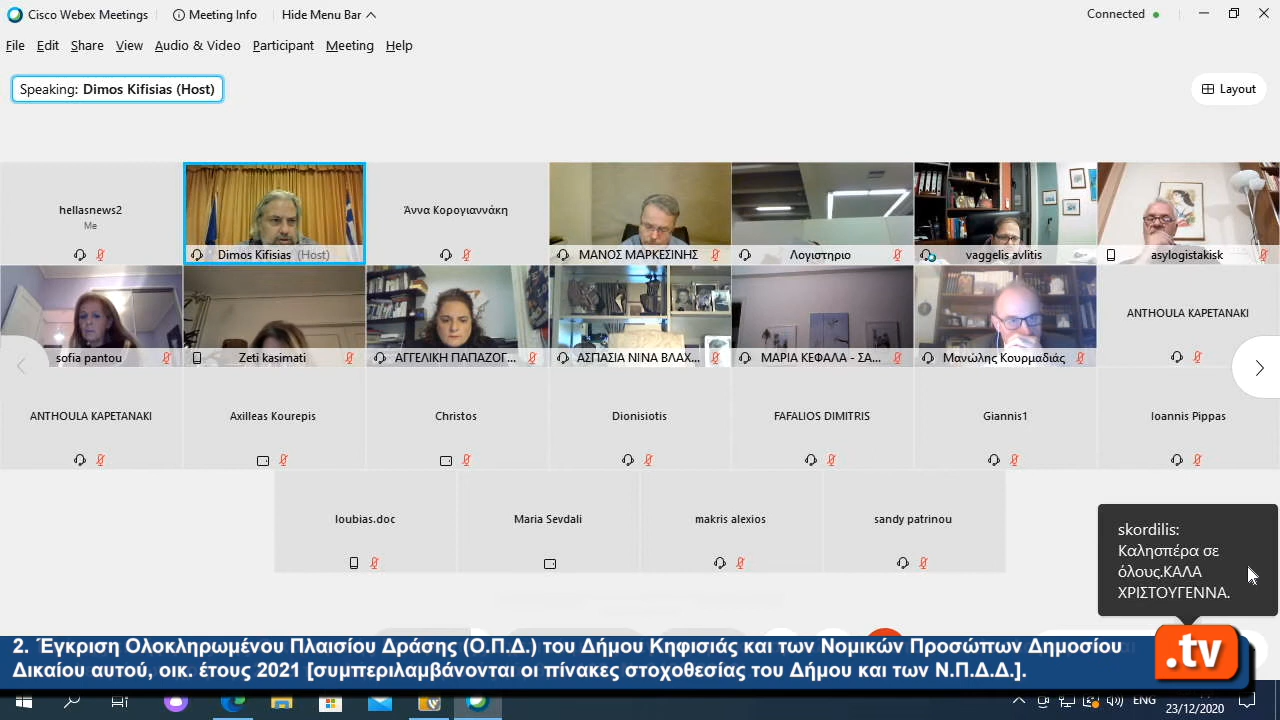 Cisco Webex Meetings
Meeting Info
Hide Menu Bar
Connected
File Edit Share View Audio & Video Participant Meeting Help
Speaking: Dimos Kifisias (Host)
Layout
hellasnews2
Me
Dimos Kifisias (Host)
Άννα Κορογιαννάκη
ΜΑΝΟΣ ΜΑΡΚΕΣΙΝΗΣ
Λογιστηριο
vaggelis avlitis
asylogistakisk
sofia pantou
Zeti kasimati
ΑΓΓΕΛΙΚΗ ΠΑΠΑΖΟΓ...
ΑΣΠΑΣΙΑ ΝΙΝΑ ΒΛΑΧ...
ΜΑΡΙΑ ΚΕΦΑΛΑ - ΣΑ...
Μανώλης Κουρμαδιάς
ANTHOULA KAPETANAKI
ANTHOULA KAPETANAKI
Axilleas Kourepis
Christos
Dionisiotis
FAFALIOS DIMITRIS
Giannis1
Ioannis Pippas
loubias.doc
Maria Sevdali
makris alexios
sandy patrinou
skordilis:
Καλησπέρα σε
όλους.ΚΑΛΑ
ΧΡΙΣΤΟΥΓΕΝΝΑ.
2. Έγκριση Ολοκληρωμένου Πλαισίου Δράσης (Ο.Π.Δ.) του Δήμου Κηφισιάς και των Νομικών Προσώπων Δημοσίου
Δικαίου αυτού, οικ. έτους 2021 [συμπεριλαμβάνονται οι πίνακες στοχοθεσίας του Δήμου και των Ν.Π.Δ.Δ.].
.tv
ENG
23/12/2020